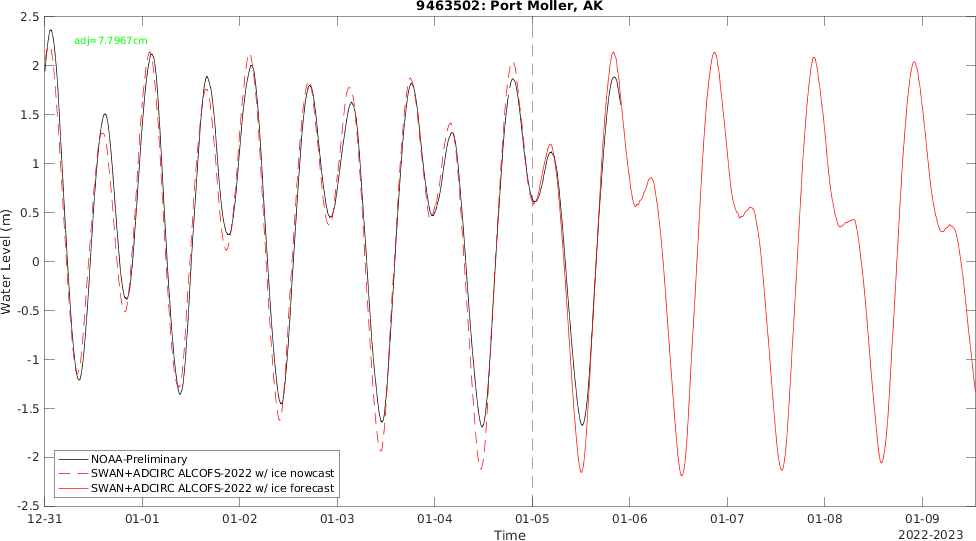 9463502: Port Moller, AK
adj=7.7967cm
2.5
2
1.5
1
0.5
0
-0.5
-1
-1.5
-2
-2.5
Water Level (m)
NOAA-Preliminary
SWAN+ADCIRC ALCOFS-2022 w/ ice nowcast
SWAN+ADCIRC ALCOFS-2022 w/ ice forecast
12-31 01-01 01-02 01-03 01-04 01-05 01-06 01-07 01-08 01-09
Time
2022-2023